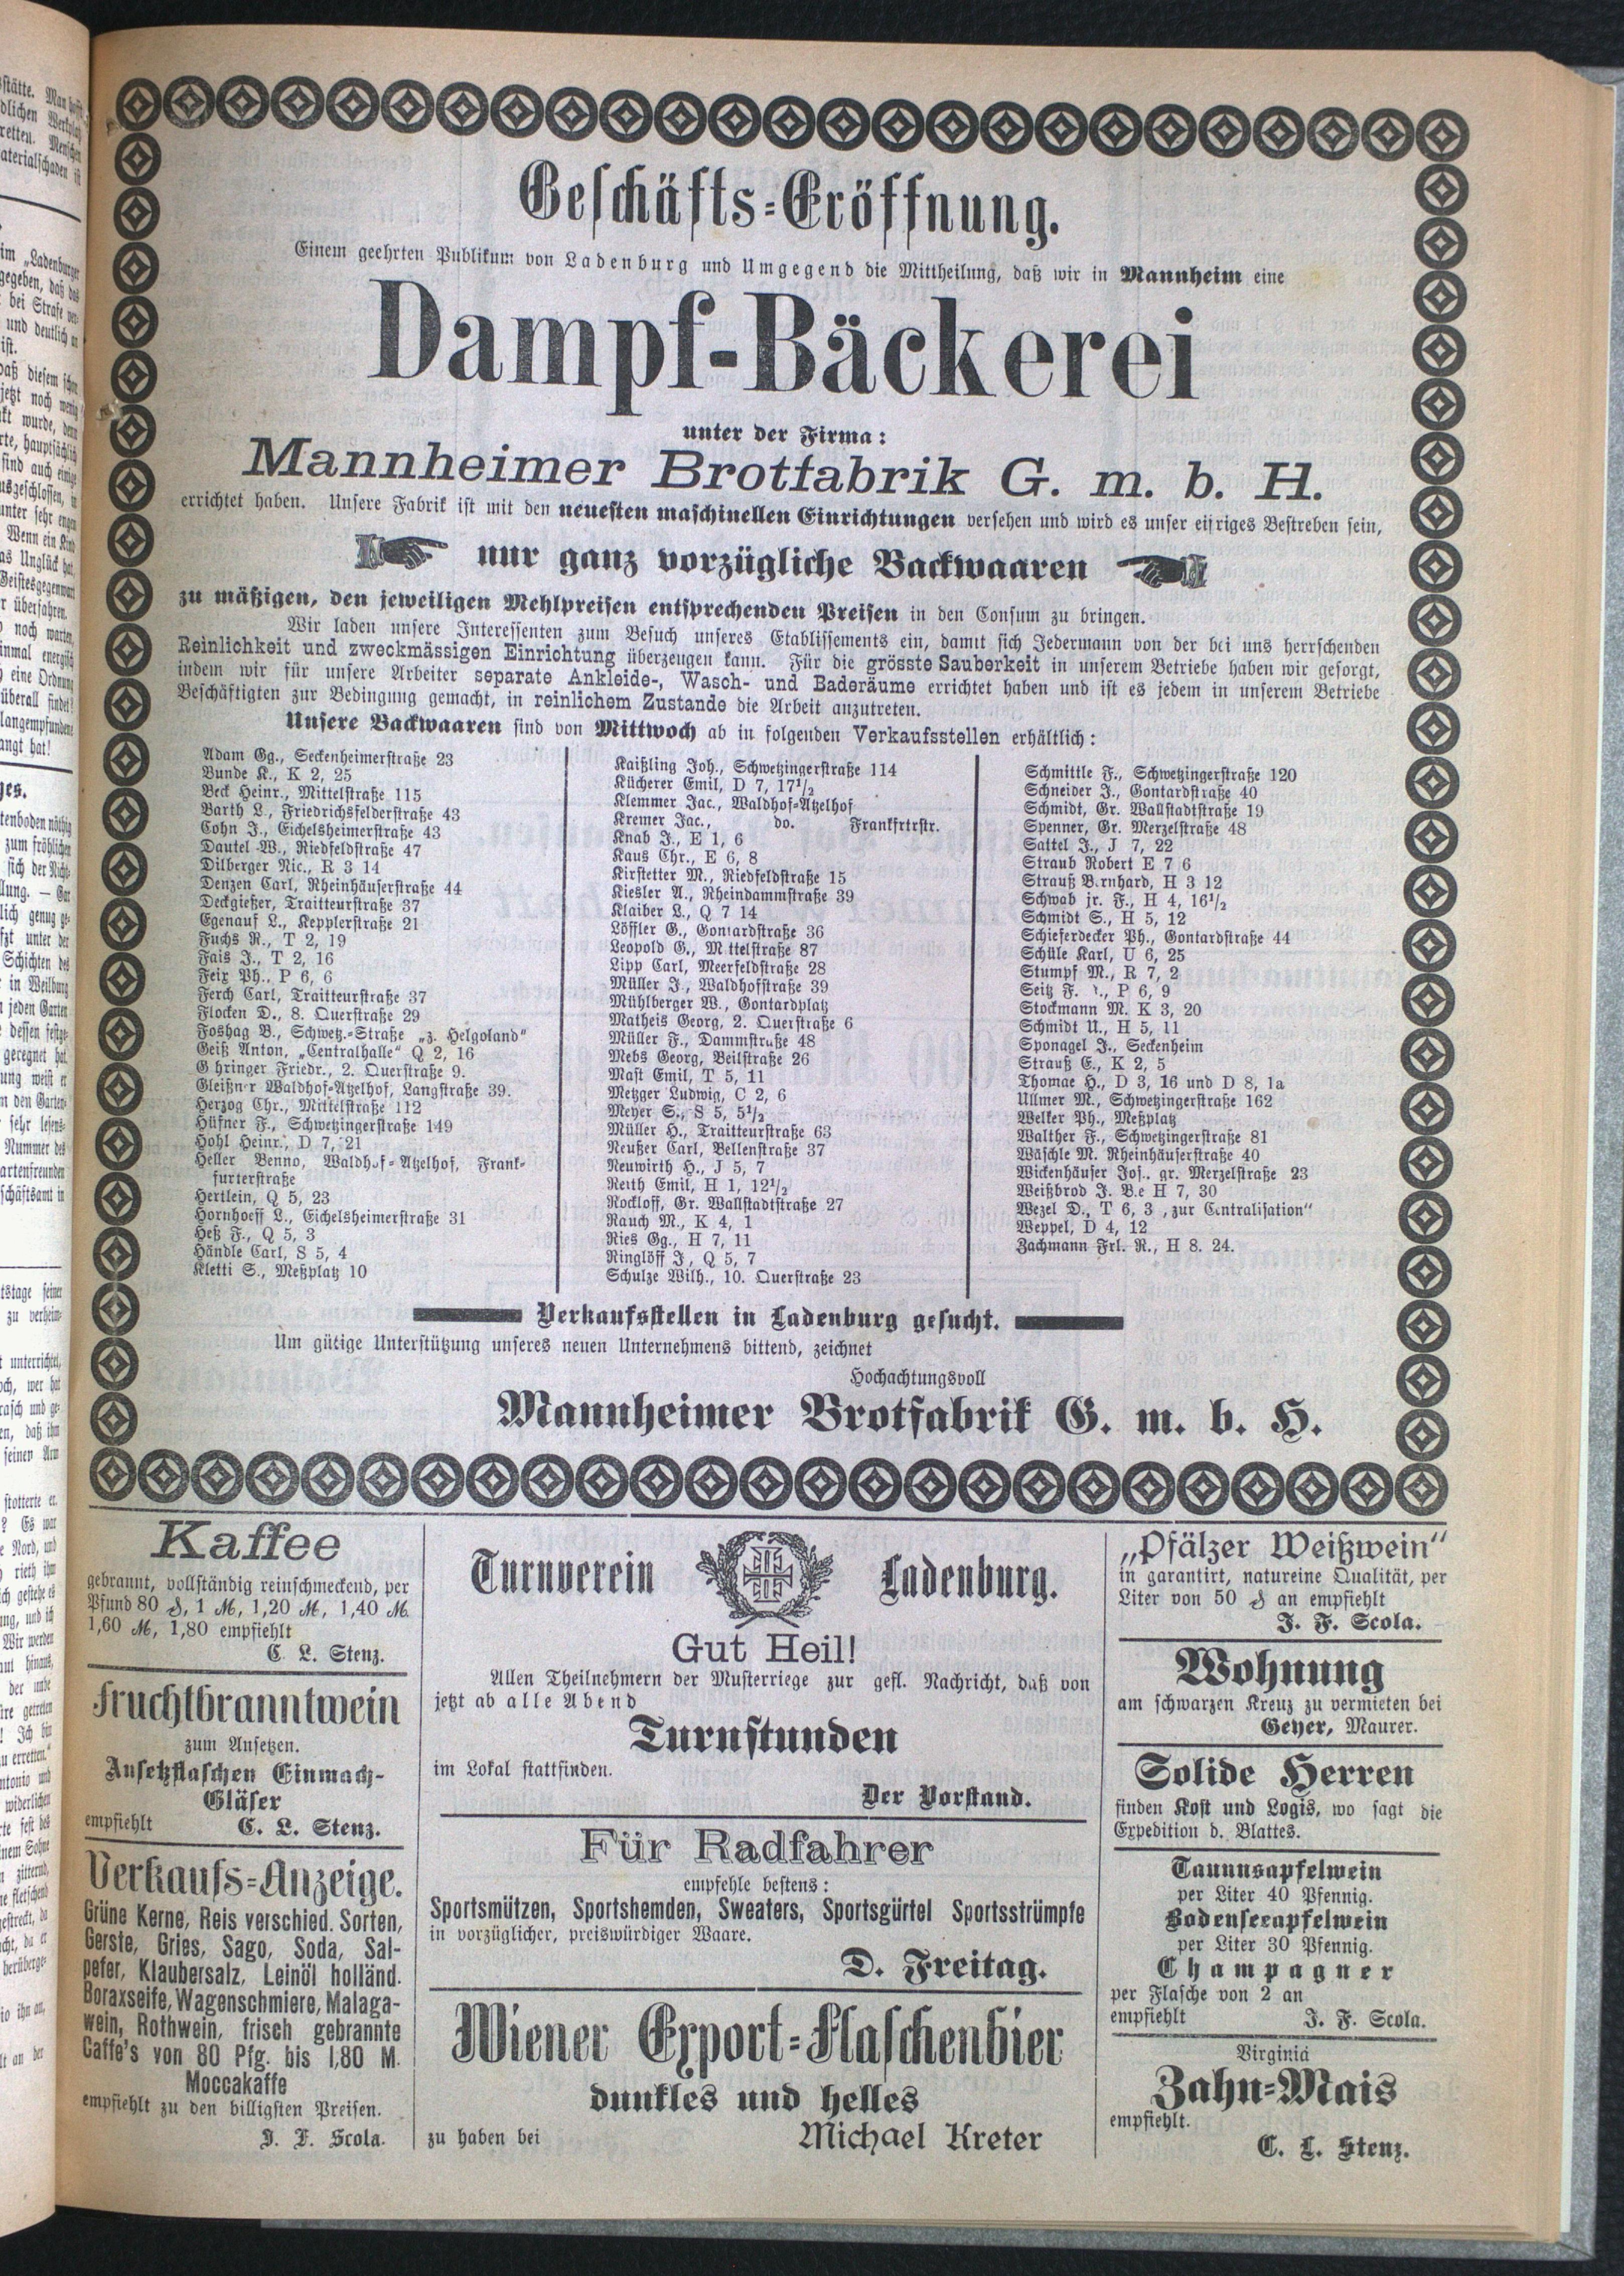 Geschäfts-Eröffnung.
Einem geehrten Publikum von Ladenburg und Umgegend die Mittheilung, daß wir in Mannheim eine
Dampf-Bäckerei
unter der Firma:
Mannheimer Brotfabrik G. m. b. H.
errichtet haben. Unsere Fabrik ist mit den neuesten maschinellen Einrichtungen versehen und wird es unser eifriges Bestreben sein,
nur ganz vorzügliche Backwaaren
zu mäßigen, den jeweiligen Mehlpreisen entsprechenden Preisen in den Consum zu bringen.
Wir laden unsere Interessenten zum Besuch unseres Etablissements ein, damit sich Jedermann von der bei uns herrschenden
Reinlichkeit und zweckmässigen Einrichtung überzeugen kann. Für die grösste Sauberkeit in unserem Betriebe haben wir gesorgt,
indem wir für unsere Arbeiter separate Ankleide-, Wasch- und Baderäume errichtet haben und ist es jedem in unserem Betriebe
Beschäftigten zur Bedingung gemacht, in reinlichem Zustande die Arbeit anzutreten.
Unsere Backwaaren sind von Mittwoch ab in folgenden Verkaufsstellen erhältlich:
Adam Gg., Seckenheimerstraße 23
Bunde K., K 2, 25
Beck Heinr., Mittelstraße 115
Barth L., Friedrichsfelderstraße 43
Cohn J., Eichelsheimerstraße 43
Dautel W., Riedfeldstraße 47
Dilberger Nic., R 3 14
Denzen Carl, Rheinhäuserstraße 44
Deckgießer, Traitteurstraße 37
Egenauf L., Kepplerstraße 21
Fuchs R., T 2, 19
Fais J., T 2, 16
Feix Ph., P 6, 6
Ferch Carl, Traitteurstraße 37
Flocken D., 8. Querstraße 29
Foshag B., Schwetz.-Straße „z. Helgoland“
Geiß Anton, „Centralhalle“ Q 2, 16
G hringer Friedr., 2. Querstraße 9.
Gleißn r Waldhof-Atzelhof, Langstraße 39.
Herzog Chr., Mittelstraße 112
Hüfner F., Schwetzingerstraße 149
Hohl Heinr., D 7, 21
Heller Benno, Waldhof-Atzelhof, Frank-
furterstraße
Hertlein, Q 5, 23
Hornhoeff L., Eichelsheimerstraße 31
Heß F., Q 5, 3
Händle Carl, S 5, 4
Kletti S., Meßplatz 10
Kaißling Joh., Schwetzingerstraße 114
Kücherer Emil, D 7, 17½
Klemmer Jac., Waldhof-Atzelhof
Kremer Jac., do. Frankfrtrstr.
Knab J., E 1, 6
Kaus Chr., E 6, 8
Kirstetter M., Riedfeldstraße 15
Kiesler A., Rheindammstraße 39
Klaiber L., Q 7 14
Löffler G., Gontardstraße 36
Leopold G., M ttelstraße 87
Lipp Carl, Meerfeldstraße 28
Müller J., Waldhofstraße 39
Mühlberger W., Gontardplatz
Matheis Georg, 2. Querstraße 6
Müller F., Dammstraße 48
Mebs Georg, Beilstraße 26
Mast Emil, T 5, 11
Metzger Ludwig, C 2, 6
Meyer S., S 5, 5½
Müller H., Traitteurstraße 63
Neußer Carl, Bellenstraße 37
Neuwirth H., J 5, 7
Reith Emil, H 1, 12½
Rockloff, Gr. Wallstadtstraße 27
Rauch M., K 4, 1
Ries Gg., H 7, 11
Ringlöff J, Q 5, 7
Schulze Wilh., 10. Querstraße 23
Schmittle F., Schwetzingerstraße 120
Schneider J., Gontardstraße 40
Schmidt, Gr. Wallstadtstraße 19
Spenner, Gr. Merzelstraße 48
Sattel J., J 7, 22
Straub Robert E 7 6
Strauß B rnhard, H 3 12
Schwab jr. F., H 4, 16½
Schmidt S., H 5, 12
Schieferdecker Ph., Gontardstraße 44
Schüle Karl, U 6, 25
Stumpf M., R 7, 2
Seitz F. ., P 6, 9
Stockmann M. K 3, 20
Schmidt U., H 5, 11
Sponagel J., Seckenheim
Strauß E., K 2, 5
Thomae H., D 3, 16 und D 8, 1a
Ullmer M., Schwetzingerstraße 162
Welker Ph., Meßplatz
Walther F., Schwetzingerstraße 81
Wäschle M. Rheinhäuserstraße 40
Wickenhäuser Jos., gr. Merzelstraße 23
Weißbrod J. H 7, 30
Wezel D., T 6, 3 „zur Centralisation“
Weppel, D 4, 12
Zachmann Frl. R., H 8. 24.
Verkaufsstellen in Ladenburg gesucht.
Um gütige Unterstützung unseres neuen Unternehmens bittend, zeichnet
Hochachtungsvoll
Mannheimer Brotfabrik G. m. b. H.
Kaffee
gebrannt, vollständig reinschmeckend, per
Pfund 80 ₰, 1 ℳ, 1,20 ℳ, 1,40 ℳ.
1,60 ℳ, 1,80 empfiehlt
C. L. Stenz.
Fruchtbranntwein
zum Ansetzen.
Ansetzflaschen Einmach-
Gläser
empfiehlt C. L. Stenz.
Verkaufs-Anzeige.
Grüne Kerne, Reis verschied. Sorten,
Gerste, Gries, Sago, Soda, Sal-
peter, Klaubersalz, Leinöl holländ.
Boraxseife, Wagenschmiere, Malaga-
wein, Rothwein, frisch gebrannte
Caffe's von 80 Pfg. bis 1,80 M.
Moccakaffe
empfiehlt zu den billigsten Preisen.
J. F. Scola.
Turnverein Ladenburg.
Gut Heil!
Allen Theilnehmern der Musterriege zur gefl. Nachricht, daß von
jetzt ab alle Abend
Turnstunden
im Lokal stattfinden.
Der Vorstand.
Für Radfahrer
empfehle bestens:
Sportsmützen, Sportshemden, Sweaters, Sportsgürtel Sportsstrümpfe
in vorzüglicher, preiswürdiger Waare.
D. Freitag.
Wiener Export-Flaschenbier
dunkles und helles
zu haben bei Michael Kreter
„Pfälzer Weißwein“
in garantirt, natureine Qualität, per
Liter von 50 ₰ an empfiehlt
J. F. Scola.
Wohnung
am schwarzen Kreuz zu vermieten bei
Geyer, Maurer.
Solide Herren
finden Kost und Logis, wo sagt die
Expedition d. Blattes.
Taunusapfelwein
per Liter 40 Pfennig.
Bodenseeapfelwein
per Liter 30 Pfennig.
Champagner
per Flasche von 2 an
empfiehlt J. F. Scola.
Virginia
Zahn-Mais
empfiehlt.
C. L. Stenz.